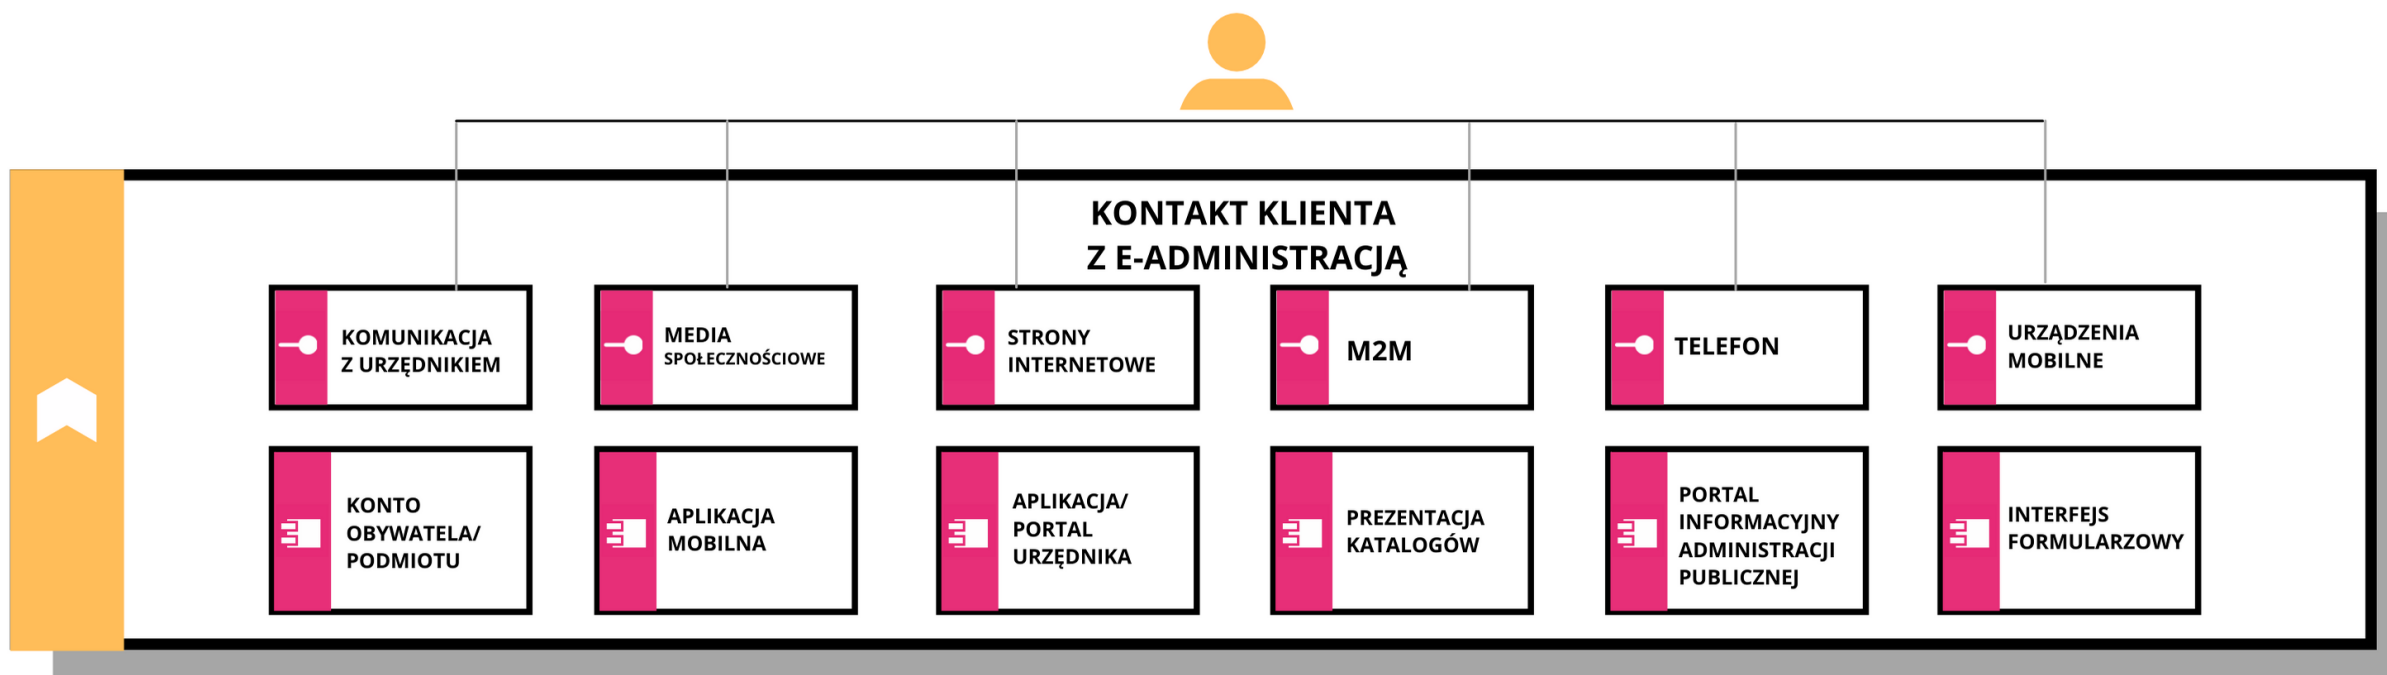 KONTAKT KLIENTA
Z E-ADMINISTRACJĄ
KOMUNIKACJA
Z URZĘDNIKIEM
MEDIA
SPOŁECZNOŚCIOWE
STRONY
INTERNETOWE
M2M
TELEFON
URZĄDZENIA
MOBILNE
KONTO
OBYWATELA/
PODMIOTU
APLIKACJA
MOBILNA
APLIKACJA/
PORTAL
URZĘDNIKA
PREZENTACJA
KATALOGÓW
PORTAL
INFORMACYJNY
ADMINISTRACJI
PUBLICZNEJ
INTERFEJS
FORMULARZOWY